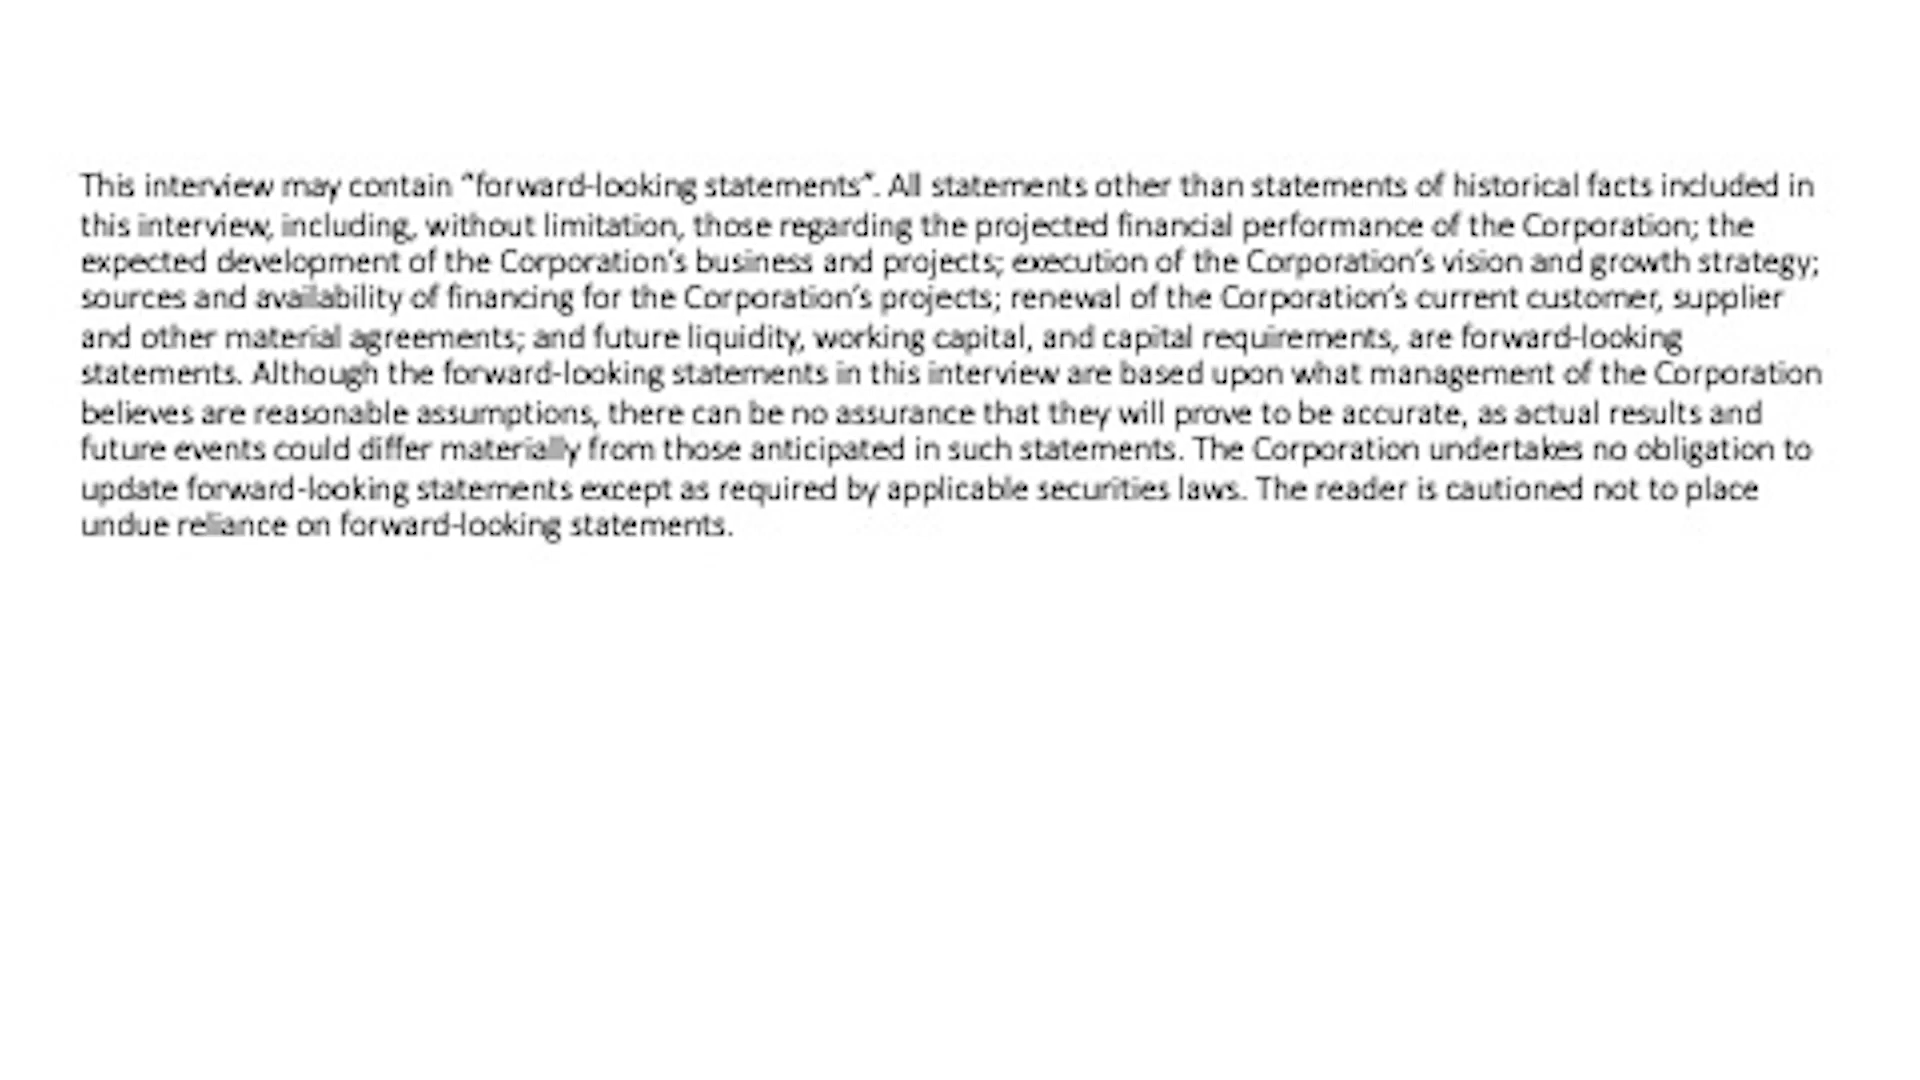 This interview may contain “forward-looking statements”. All statements other than statements of historical facts included in
this interview, including, without limitation, those regarding the projected financial performance of the Corporation; the
expected development of the Corporation’s business and projects; execution of the Corporation’s vision and growth strategy;
sources and availability of financing for the Corporation’s projects; renewal of the Corporation’s current customer, supplier
and other material agreements; and future liquidity, working capital, and capital requirements, are forward-looking
statements. Although the forward-looking statements in this interview are based upon what management of the Corporation
believes are reasonable assumptions, there can be no assurance that they will prove to be accurate, as actual results and
future events could differ materially from those anticipated in such statements. The Corporation undertakes no obligation to
update forward-looking statements except as required by applicable securities laws. The reader is cautioned not to place
undue reliance on forward-looking statements.